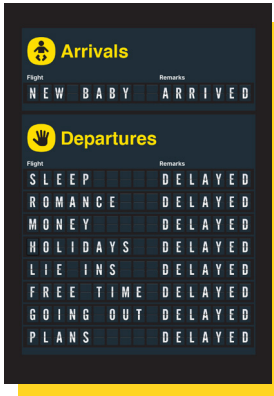 Arrivals
Flight Remarks
NEW BABY ARRIVED
Departures
Flight Remarks
SLEEP DELAYED
ROMANCE DELAYED
MONEY DELAYED
HOLIDAYS DELAYED
LIE INS DELAYED
FREE TIME DELAYED
GOING OUT DELAYED
PLANS DELAYED